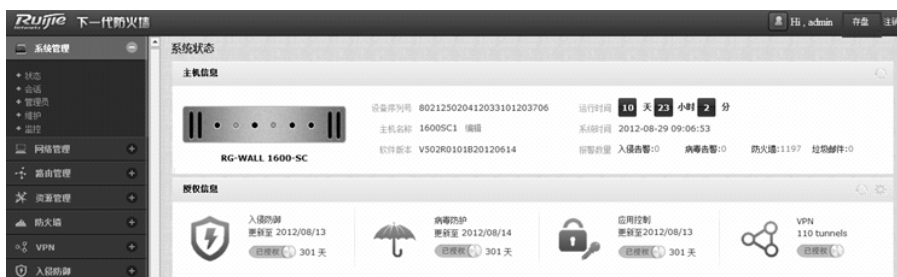 Ruijie 下一代防火墙
Networks
Hi , admin 存盘 注
系统管理
状态
会话
管理员
维护
监控
网络管理
路由管理
资源管理
防火墙
VPN
入侵防御
系统状态
主机信息
RG-WALL 1600-SC
设备序列号 802125020412033101203706
主机名称 1600SC1 编辑
软件版本 V502R0101B20120614
运行时间 10 天 23 小时 2 分
系统时间 2012-08-29 09:06:53
报警数量 入侵告警:0 病毒告警:0 防火墙:1197 垃圾邮件:0
授权信息
入侵防御
更新至 2012/08/13
已授权 301 天
病毒防护
更新至 2012/08/14
已授权 301 天
应用控制
更新至2012/08/13
已授权 301 天
VPN
110 tunnels
已授权